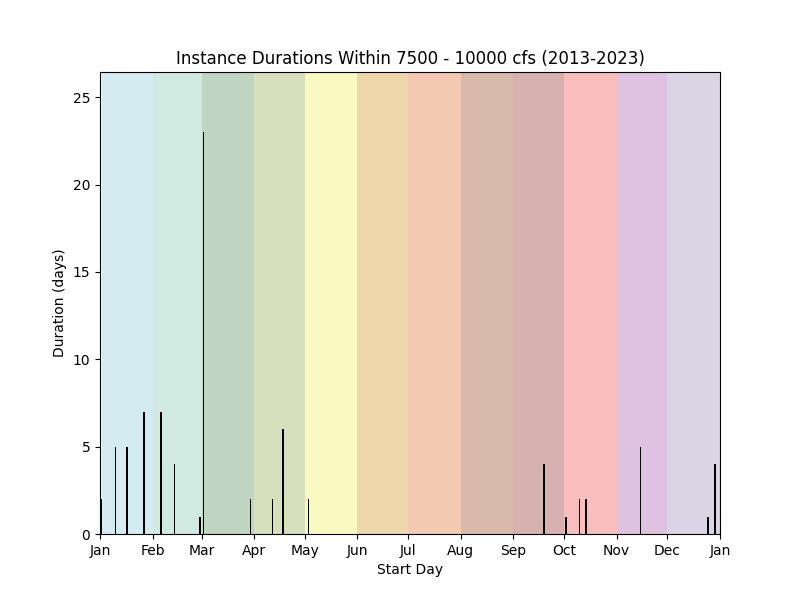 Instance Durations Within 7500 - 10000 cfs (2013-2023)
25
20
15
10
5
0
Duration (days)
Jan Feb Mar Apr May Jun Jul Aug Sep Oct Nov Dec Jan
Start Day